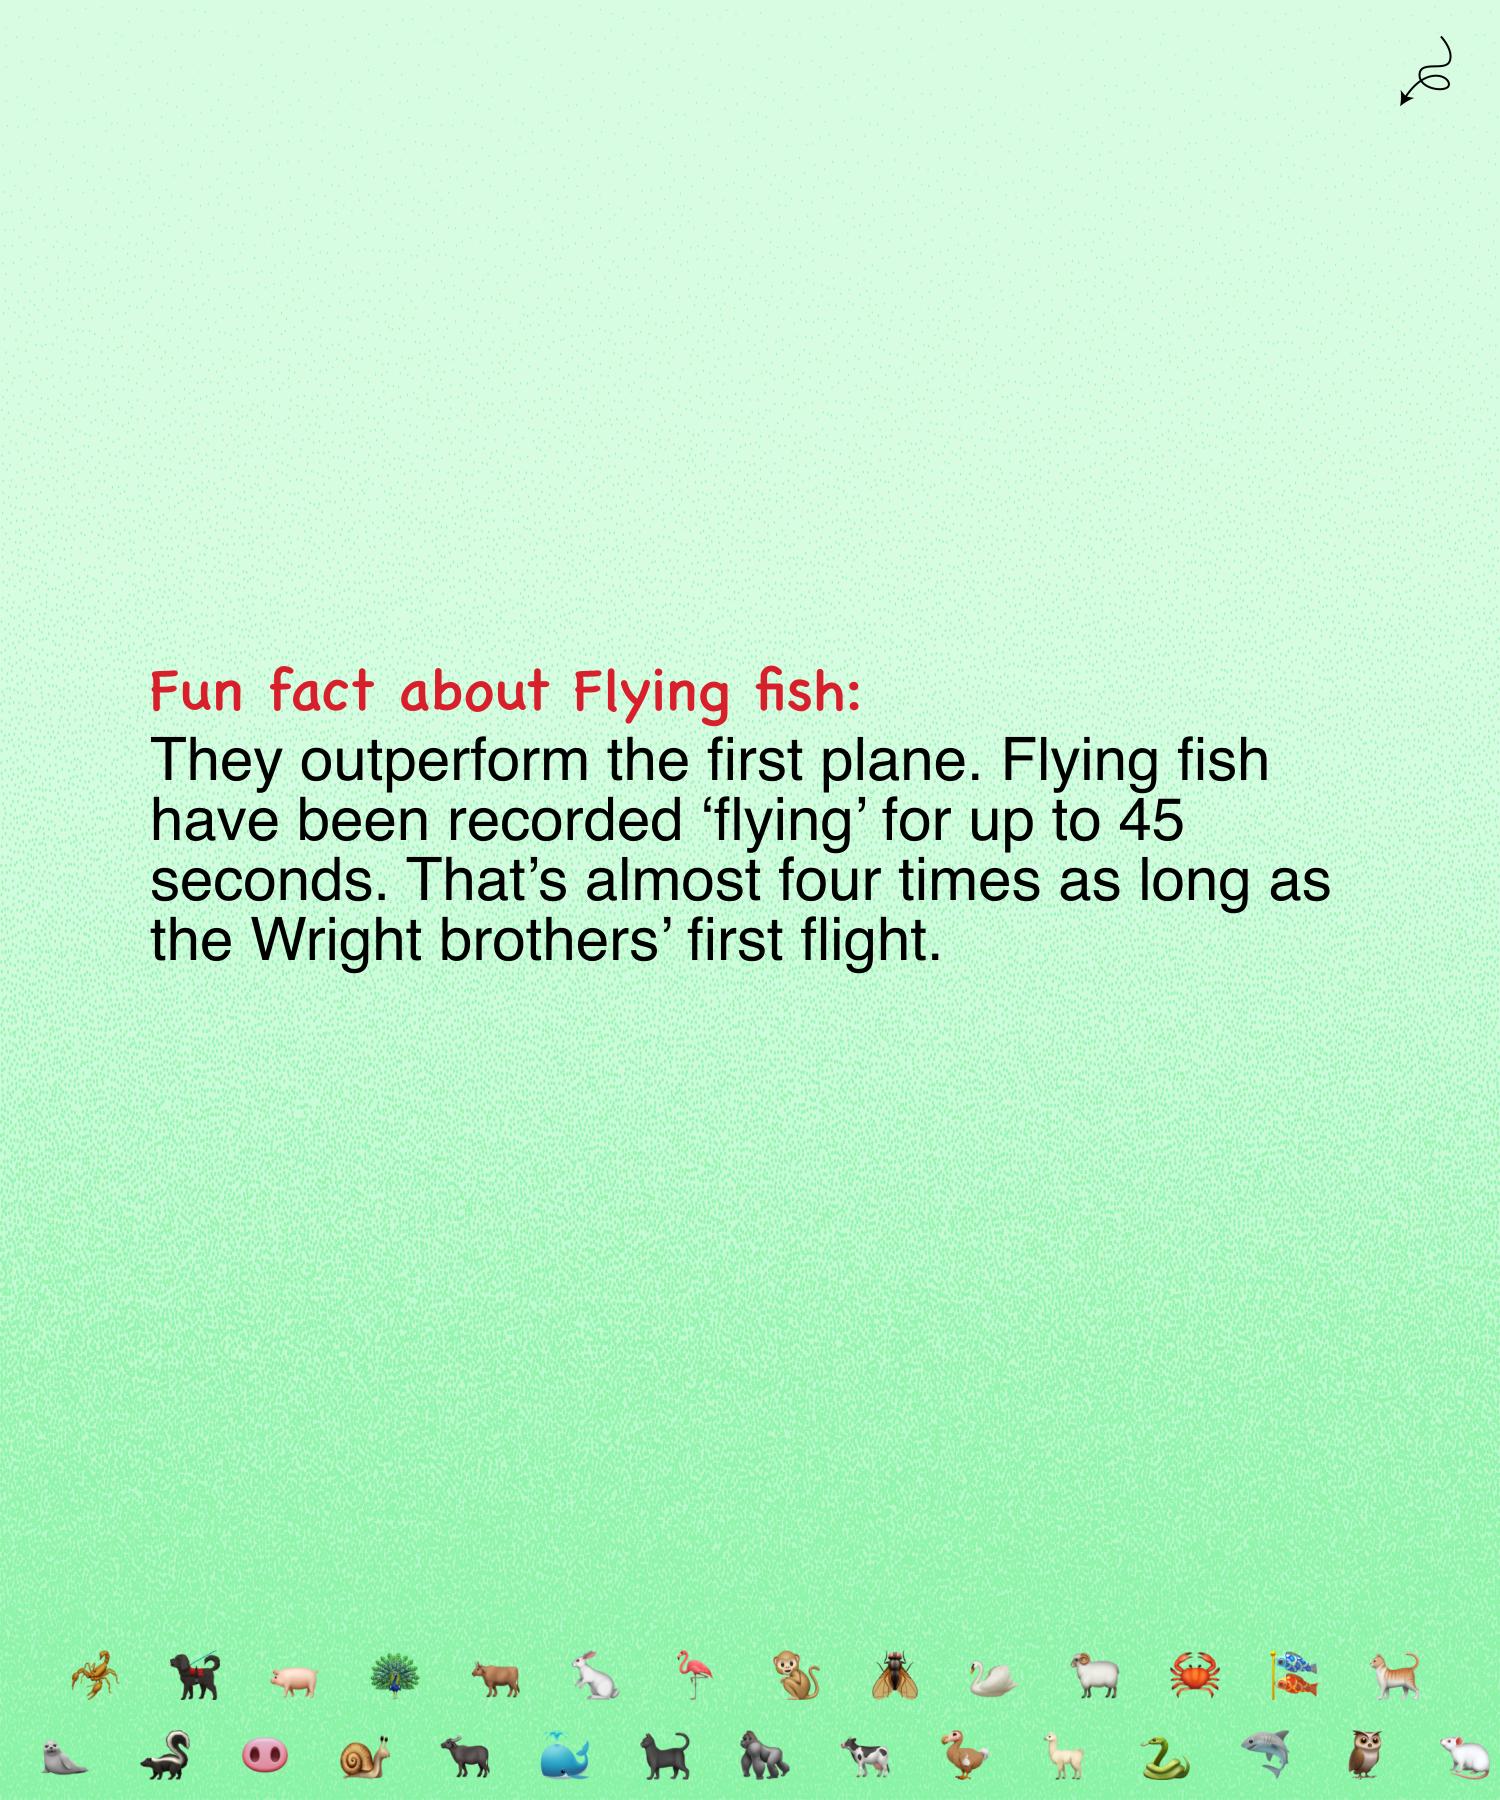 Fun fact about Flying fish:
They outperform the first plane. Flying fish
have been recorded ‘flying’ for up to 45
seconds. That’s almost four times as long as
the Wright brothers’ first flight.